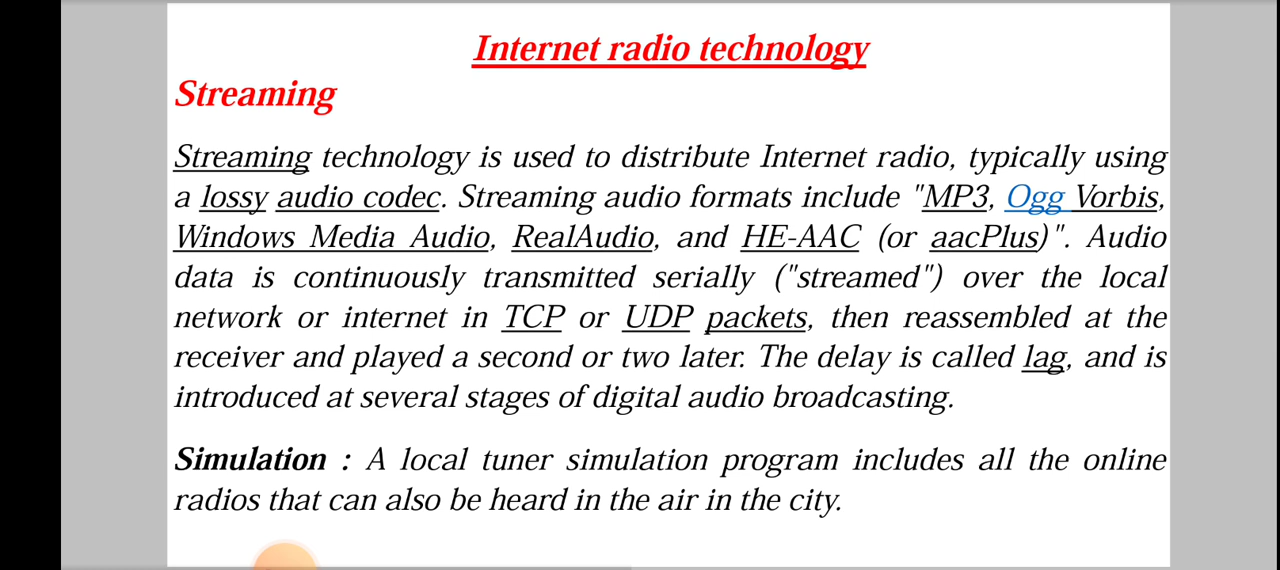 Internet radio technology
Streaming
Streaming technology is used to distribute Internet radio, typically using
a lossy audio codec. Streaming audio formats include "MP3, Ogg Vorbis,
Windows Media Audio, RealAudio, and HE-AAC (or aacPlus)". Audio
data is continuously transmitted serially ("streamed") over the local
network or internet in TCP or UDP packets, then reassembled at the
receiver and played a second or two later. The delay is called lag, and is
introduced at several stages of digital audio broadcasting.
Simulation : A local tuner simulation program includes all the online
radios that can also be heard in the air in the city.